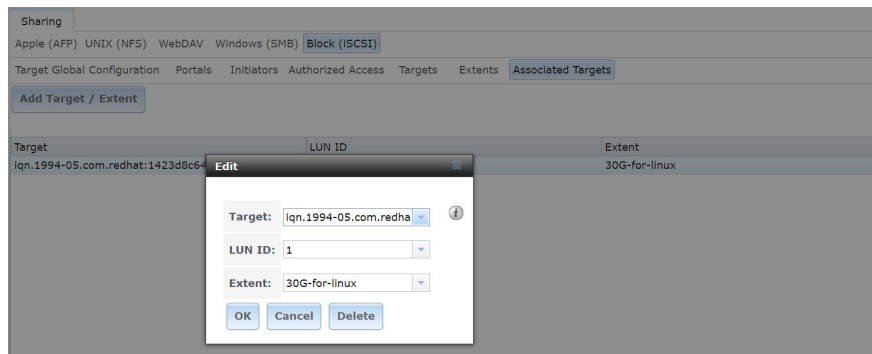 Sharing
Apple (AFP) UNIX (NFS) WebDAV Windows (SMB) Block (iSCSI)
Target Global Configuration Portals Initiators Authorized Access Targets Extents Associated Targets
Add Target / Extent
Target LUN ID Extent
iqn.1994-05.com.redhat:1423d8c64 30G-for-linux
Edit
Target: iqn.1994-05.com.redha
LUN ID: 1
Extent: 30G-for-linux
OK Cancel Delete